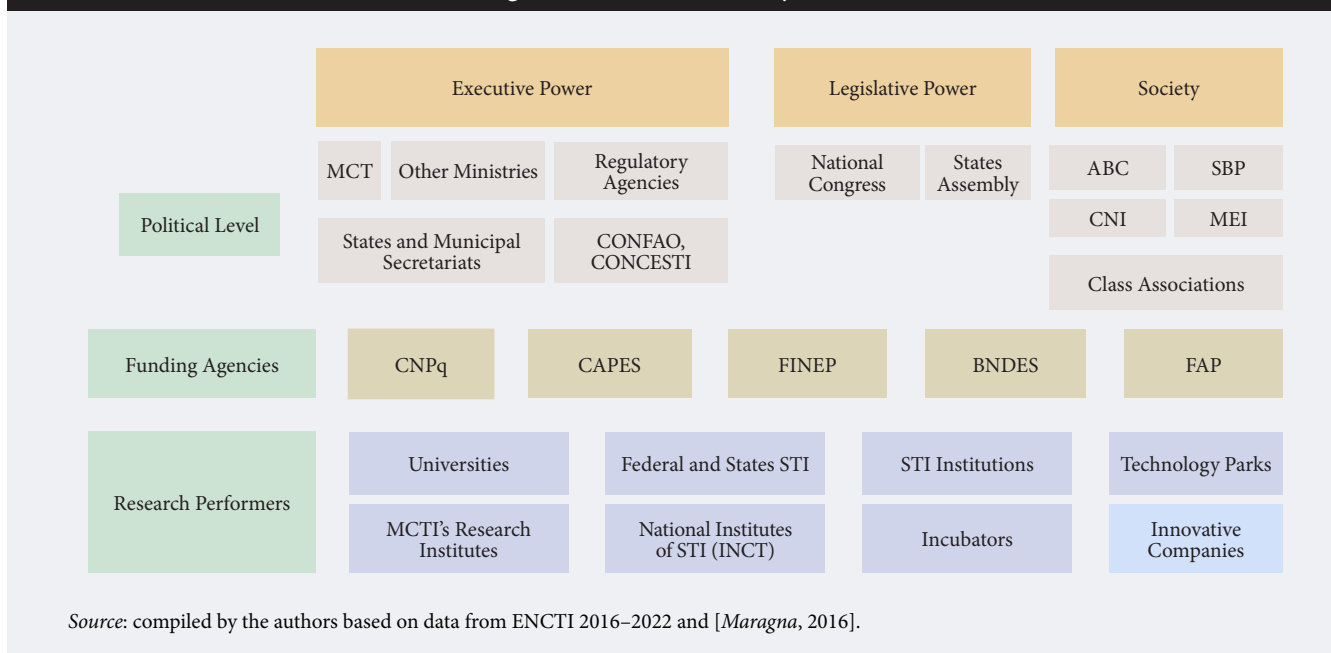 Executive Power
Legislative Power
Society
Political Level
MCT
Other Ministries
Regulatory
Agencies
National
Congress
States
Assembly
ABC
SBP
CNI
MEI
States and Municipal
Secretariats
CONFAO,
CONCESTI
Class Associations
Funding Agencies
CNPq
CAPES
FINEP
BNDES
FAP
Research Performers
Universities
Federal and States STI
STI Institutions
Technology Parks
MCTI's Research
Institutes
National Institutes
of STI (INCT)
Incubators
Innovative
Companies
Source: compiled by the authors based on data from ENCTI 2016–2022 and [Maragna, 2016].